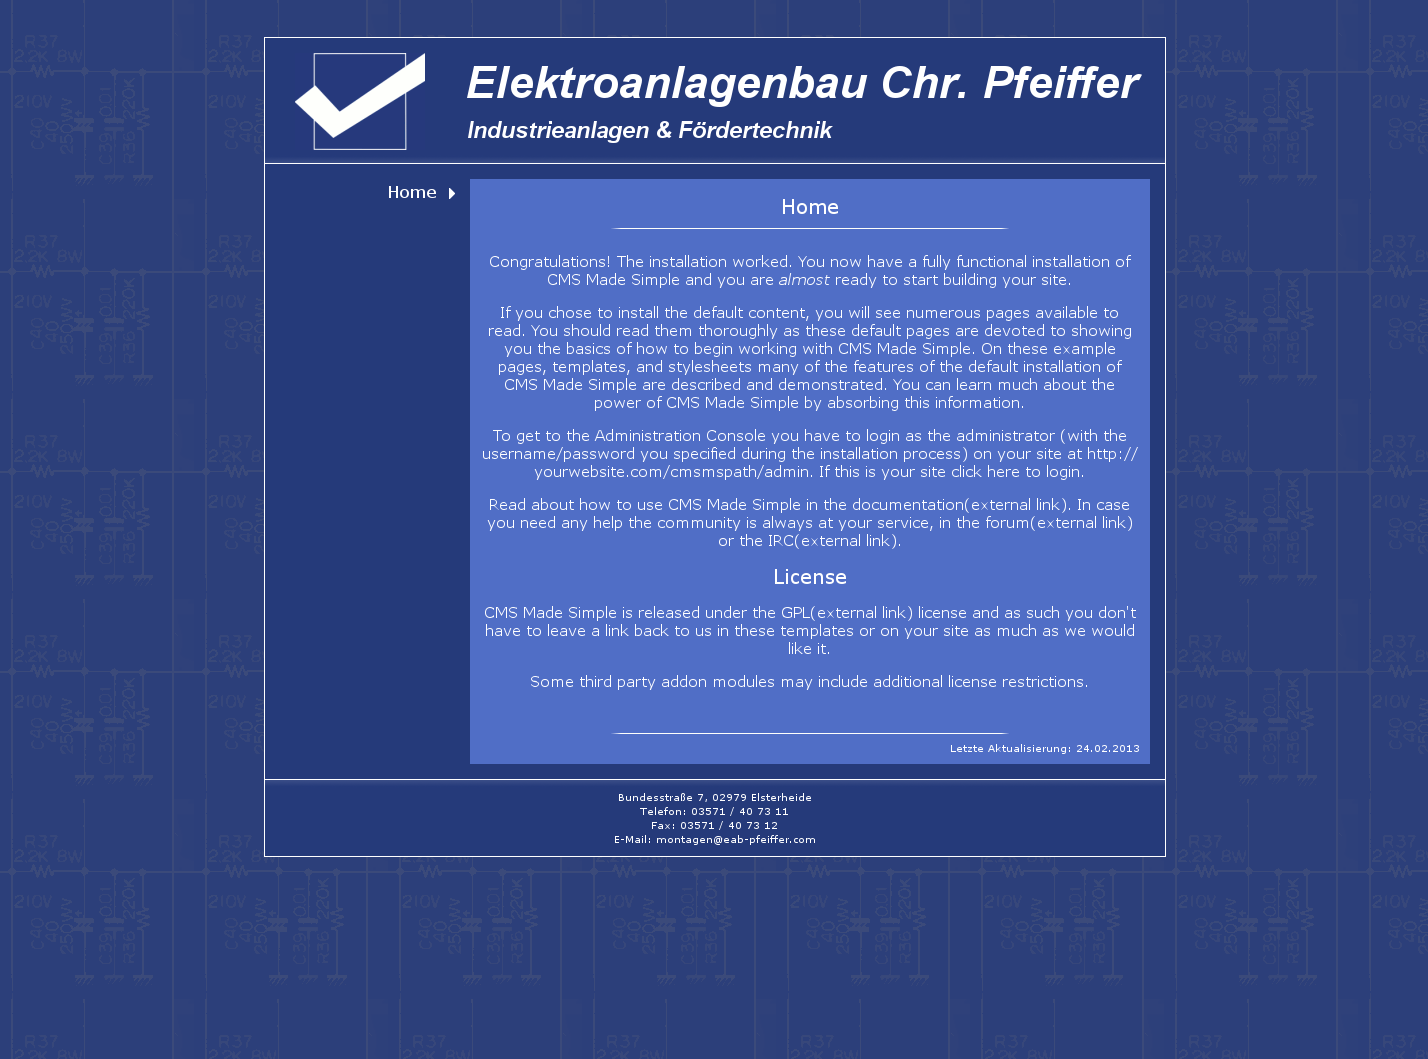 Elektroanlagenbau Chr. Pfeiffer
Industrieanlagen & Fördertechnik
Home
Home
Congratulations! The installation worked. You now have a fully functional installation of
CMS Made Simple and you are almost ready to start building your site.
If you chose to install the default content, you will see numerous pages available to
read. You should read them thoroughly as these default pages are devoted to showing
you the basics of how to begin working with CMS Made Simple. On these example
pages, templates, and stylesheets many of the features of the default installation of
CMS Made Simple are described and demonstrated. You can learn much about the
power of CMS Made Simple by absorbing this information.
To get to the Administration Console you have to login as the administrator (with the
username/password you specified during the installation process) on your site at http://
yourwebsite.com/cmsmspath/admin. If this is your site click here to login.
Read about how to use CMS Made Simple in the documentation(external link). In case
you need any help the community is always at your service, in the forum(external link)
or the IRC(external link).
License
CMS Made Simple is released under the GPL(external link) license and as such you don't
have to leave a link back to us in these templates or on your site as much as we would
like it.
Some third party addon modules may include additional license restrictions.
Letzte Aktualisierung: 24.02.2013
Bundesstraße 7, 02979 Elsterheide
Telefon: 03571 / 40 73 11
Fax: 03571 / 40 73 12
E-Mail: montagen@eab-pfeiffer.com